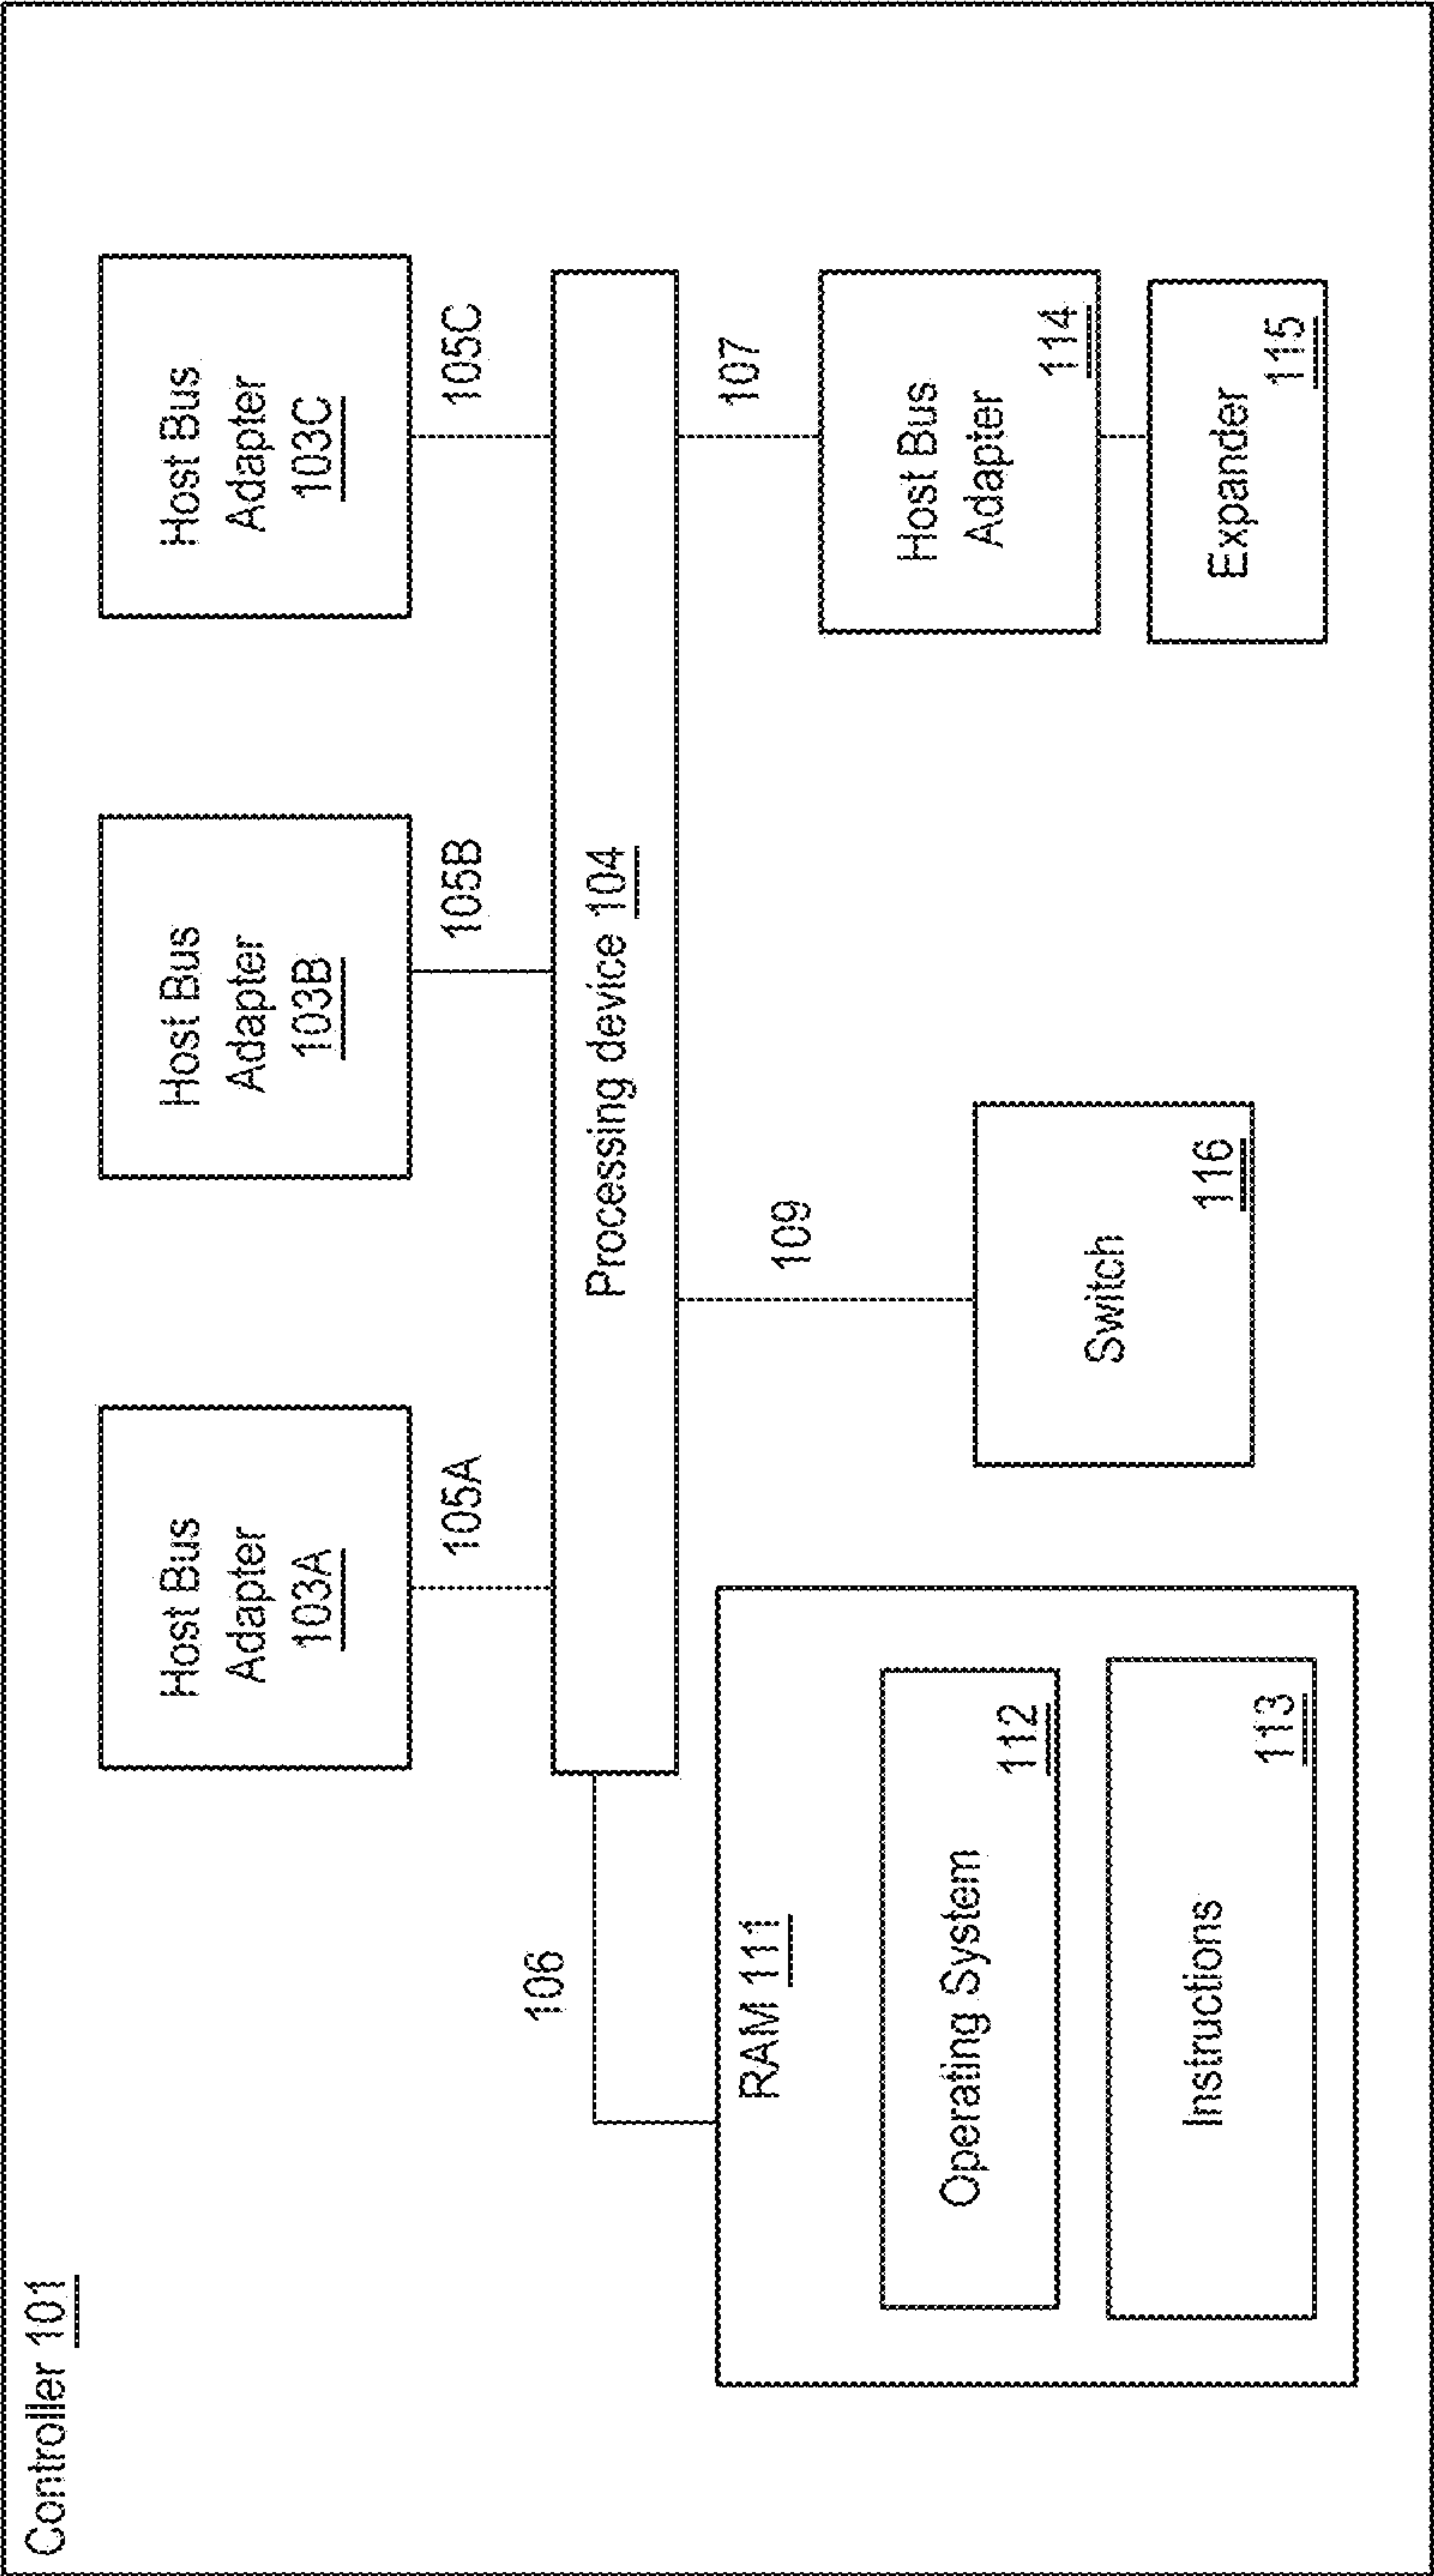 Controller 101
Host Bus
Adapter
103A
Host Bus
Adapter
103B
Host Bus
Adapter
103C
105A
105B
105C
106
Processing device 104
107
109
RAM 111
Operating System
112
Instructions
113
Switch
116
Host Bus
Adapter
114
Expander
115